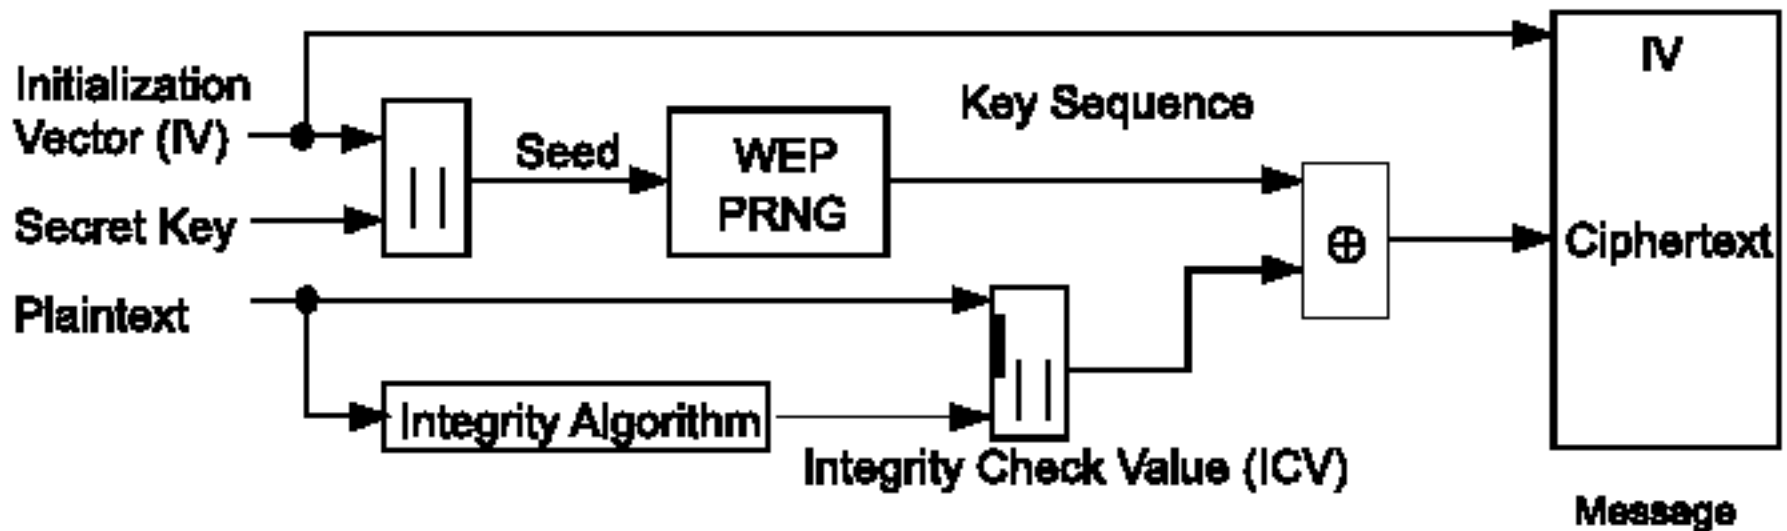 Initialization
Vector (IV)
Secret Key
Plaintext
||
Seed
WEP
PRNG
Key Sequence
Integrity Algorithm
||
Integrity Check Value (ICV)
⊕
IV
Ciphertext
Message